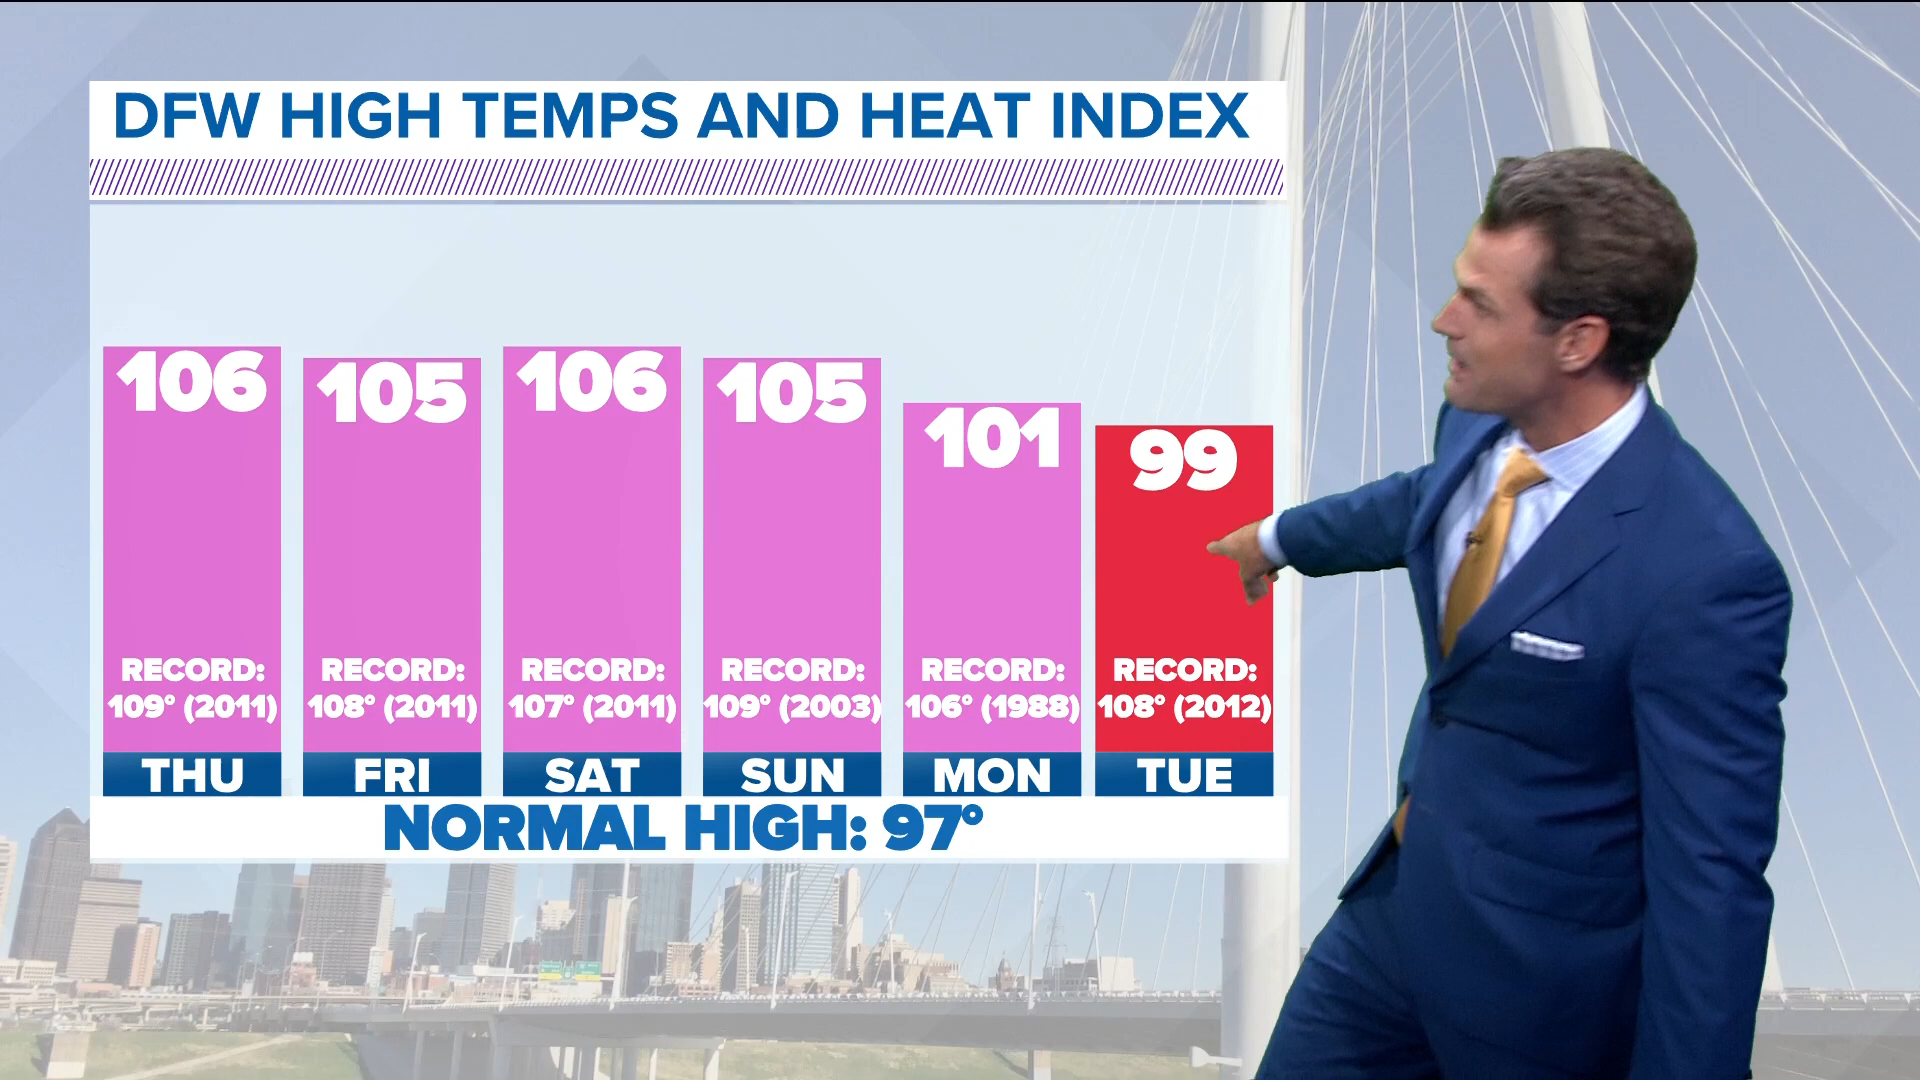 DFW HIGH TEMPS AND HEAT INDEX
106
105
106
105
101
99
RECORD:
109° (2011)
RECORD:
108° (2011)
RECORD:
107° (2011)
RECORD:
109° (2003)
RECORD:
106° (1988)
RECORD:
108° (2012)
THU
FRI
SAT
SUN
MON
TUE
NORMAL HIGH: 97°